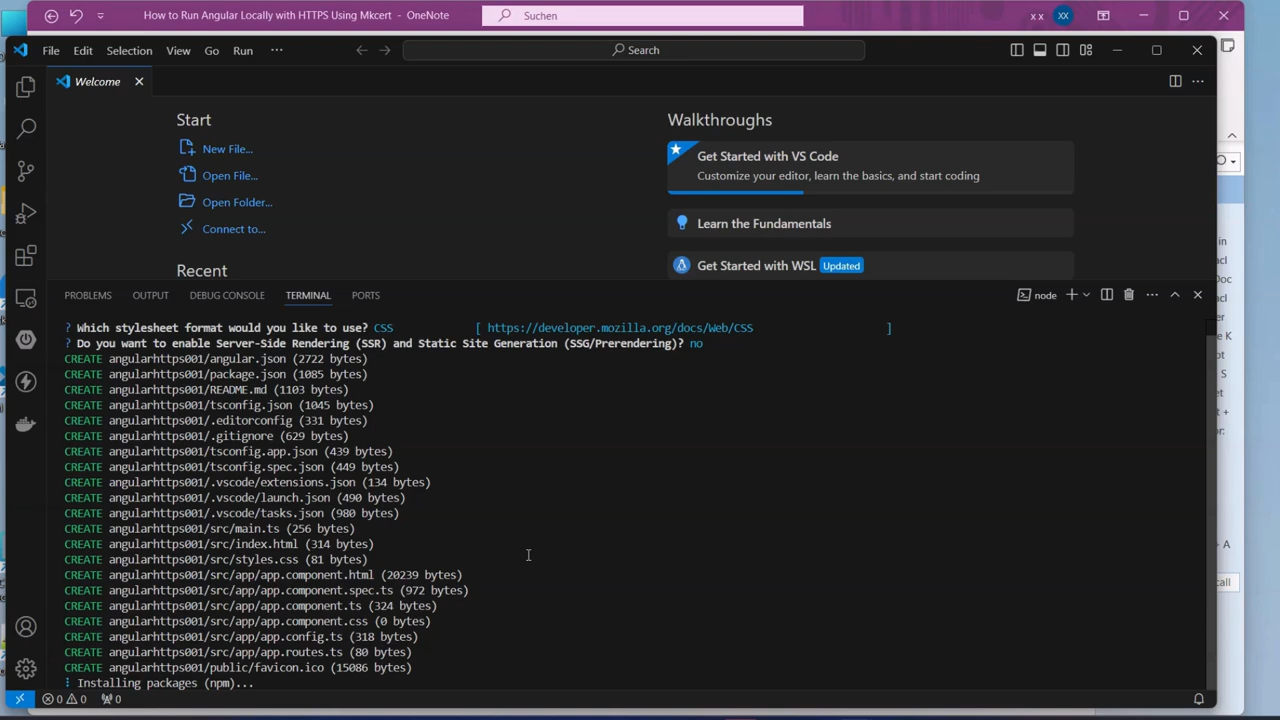 How to Run Angular Locally with HTTPS Using Mkcert - OneNote
Suchen
x x
XX
File Edit Selection View Go Run ···
Search
Welcome
Start
New File...
Open File...
Open Folder...
Connect to...
Recent
Walkthroughs
Get Started with VS Code
Customize your editor, learn the basics, and start coding
Learn the Fundamentals
Get Started with WSL Updated
PROBLEMS OUTPUT DEBUG CONSOLE TERMINAL PORTS
node
? Which stylesheet format would you like to use? CSS [ https://developer.mozilla.org/docs/Web/CSS ]
? Do you want to enable Server-Side Rendering (SSR) and Static Site Generation (SSG/Prerendering)? no
CREATE angularhttps001/angular.json (2722 bytes)
CREATE angularhttps001/package.json (1085 bytes)
CREATE angularhttps001/README.md (1103 bytes)
CREATE angularhttps001/tsconfig.json (1045 bytes)
CREATE angularhttps001/.editorconfig (331 bytes)
CREATE angularhttps001/.gitignore (629 bytes)
CREATE angularhttps001/tsconfig.app.json (439 bytes)
CREATE angularhttps001/tsconfig.spec.json (449 bytes)
CREATE angularhttps001/.vscode/extensions.json (134 bytes)
CREATE angularhttps001/.vscode/launch.json (490 bytes)
CREATE angularhttps001/.vscode/tasks.json (980 bytes)
CREATE angularhttps001/src/main.ts (256 bytes)
CREATE angularhttps001/src/index.html (314 bytes)
CREATE angularhttps001/src/styles.css (81 bytes)
CREATE angularhttps001/src/app/app.component.html (20239 bytes)
CREATE angularhttps001/src/app/app.component.spec.ts (972 bytes)
CREATE angularhttps001/src/app/app.component.ts (324 bytes)
CREATE angularhttps001/src/app/app.component.css (0 bytes)
CREATE angularhttps001/src/app/app.config.ts (318 bytes)
CREATE angularhttps001/src/app/app.routes.ts (80 bytes)
CREATE angularhttps001/public/favicon.ico (15086 bytes)
Installing packages (npm)...
0 0 0